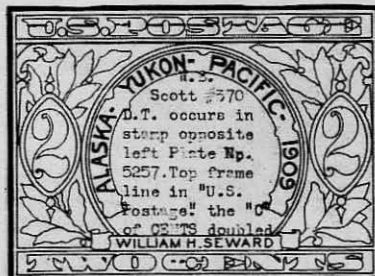 U.S. POSTAGE
ALASKA-YUKON-PACIFIC-1909
Scott #370
D.T. occurs in
stamp opposite
left Plate No.
5257. Top frame
line in "U.S.
Postage." the "C"
of CENTS doubled
2
2
WILLIAM H. SEWARD
TWO CENTS